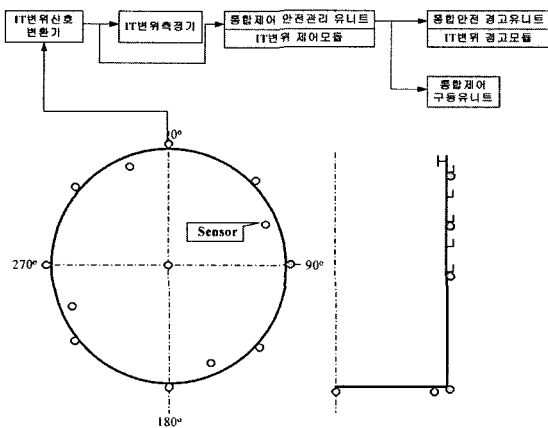 IT변위신호
변환기
IT변위측정기
통합제어 안전관리 유니트
IT변위 제어모듈
통합안전 경고유니트
IT변위 경고모듈
통합제어
구동유니트
0°
Sensor
270°
90°
180°